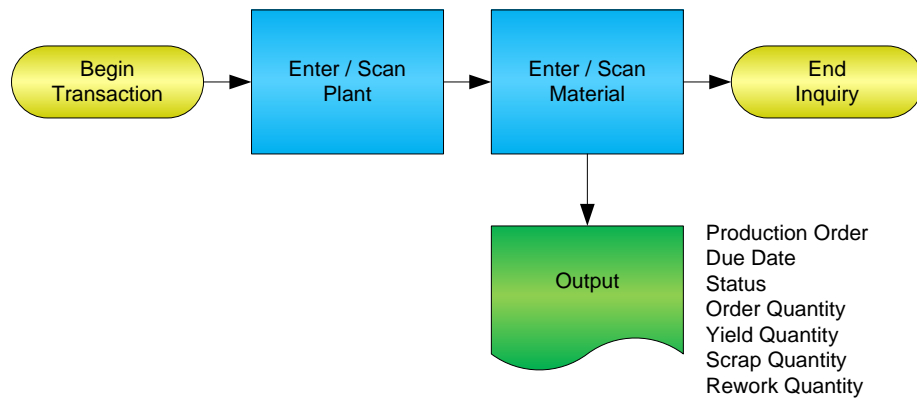 Begin
Transaction
Enter / Scan
Plant
Enter / Scan
Material
End
Inquiry
Output
Production Order
Due Date
Status
Order Quantity
Yield Quantity
Scrap Quantity
Rework Quantity